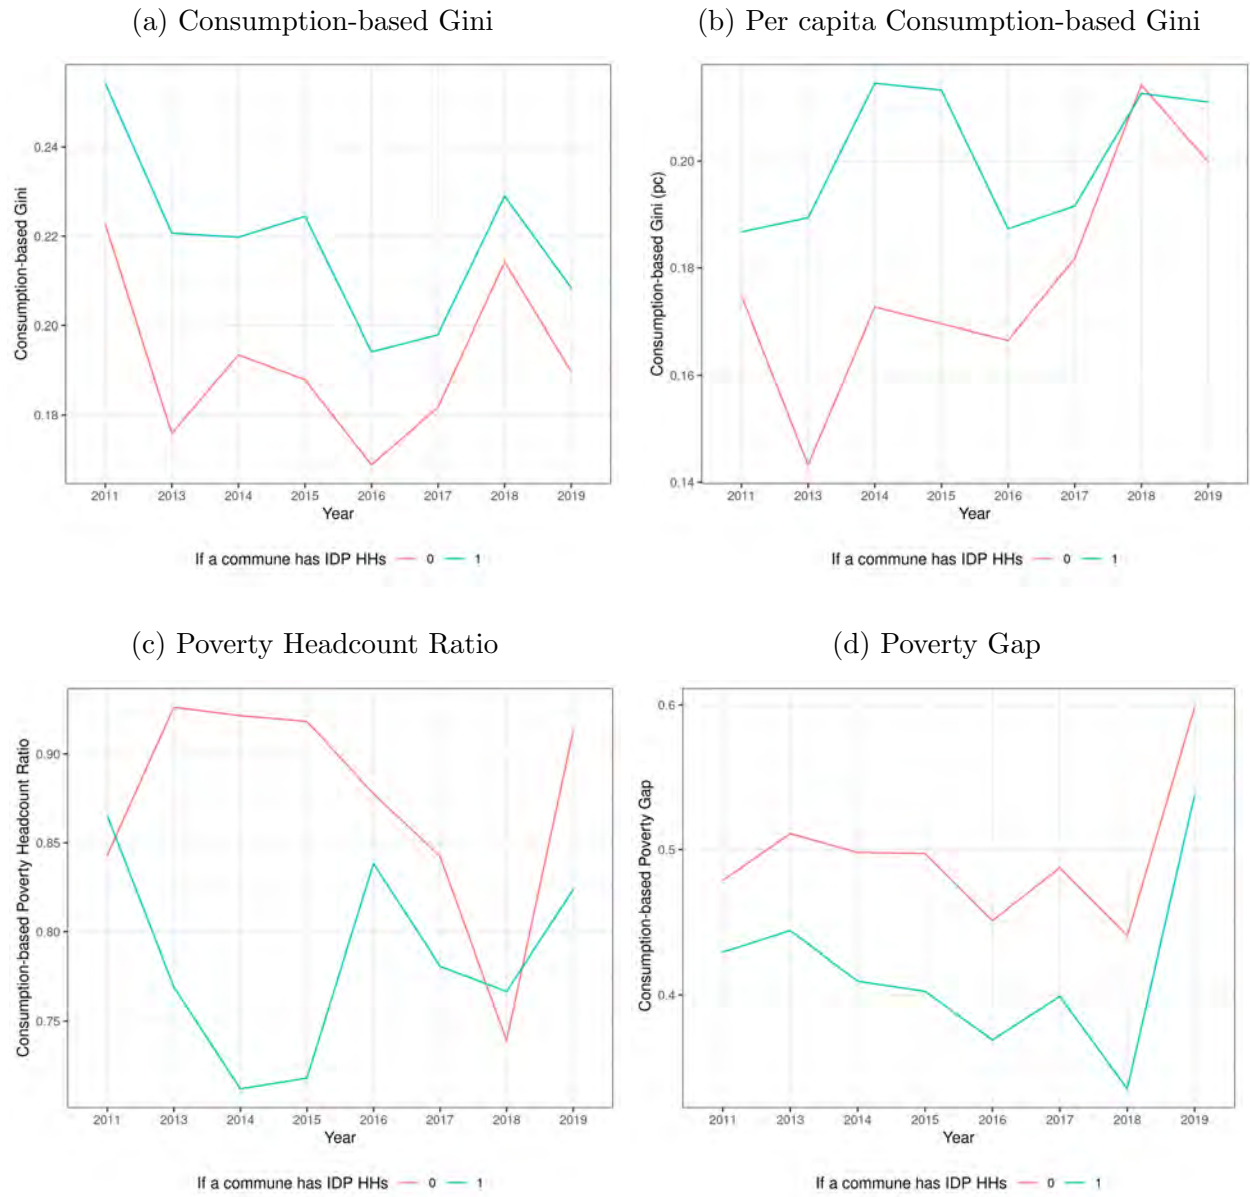 (a) Consumption-based Gini
Consumption-based Gini
0.24
0.22
0.20
0.18
2011 2013 2014 2015 2016 2017 2018 2019
Year
If a commune has IDP HHs 0 1
(b) Per capita Consumption-based Gini
Consumption-based Gini (pc)
0.20
0.18
0.16
0.14
2011 2013 2014 2015 2016 2017 2018 2019
Year
If a commune has IDP HHs 0 1
(c) Poverty Headcount Ratio
Consumption-based Poverty Headcount Ratio
0.90
0.85
0.80
0.75
2011 2013 2014 2015 2016 2017 2018 2019
Year
If a commune has IDP HHs 0 1
(d) Poverty Gap
Consumption-based Poverty Gap
0.6
0.5
0.4
2011 2013 2014 2015 2016 2017 2018 2019
Year
If a commune has IDP HHs 0 1